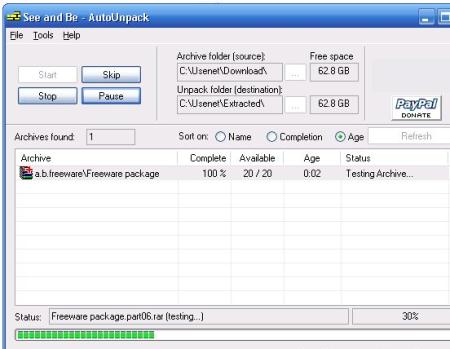 See and Be - AutoUnpack
File Tools Help
Archive folder (source): Free space
Start Skip C:\Usenet\Download\ ... 62.8 GB
Unpack folder (destination):
Stop Pause C:\Usenet\Extracted\ ... 62.8 GB
PayPal
DONATE
Archives found: 1 Sort on: Name Completion Age Refresh
Archive Complete Available Age Status
a.b.freeware\Freeware package 100 % 20 / 20 0:02 Testing Archive...
Status: Freeware package.part06.rar (testing...) 30%